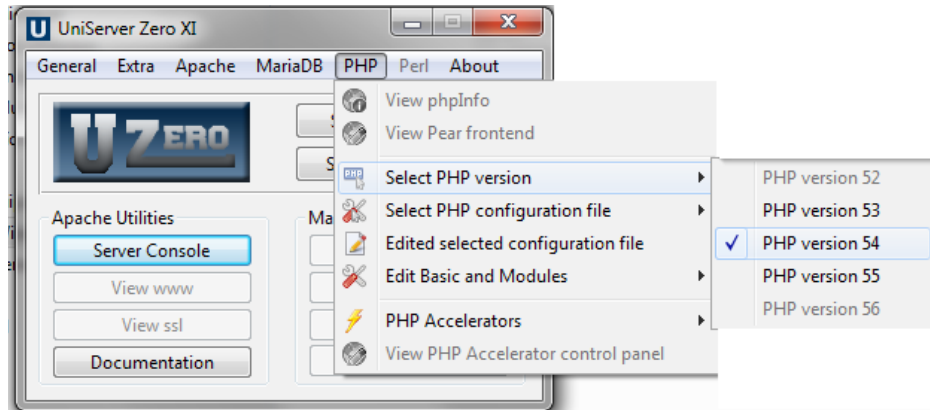 UniServer Zero XI
General Extra Apache MariaDB PHP Perl About
U ZERO
View phpInfo
View Pear frontend
Select PHP version
Select PHP configuration file
Edited selected configuration file
Edit Basic and Modules
PHP Accelerators
View PHP Accelerator control panel
PHP version 52
PHP version 53
PHP version 54
PHP version 55
PHP version 56
Apache Utilities
Server Console
View www
View ssl
Documentation